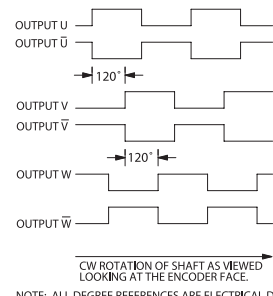 OUTPUT U
OUTPUT U̅
120°
OUTPUT V
OUTPUT V̅
120°
OUTPUT W
OUTPUT W̅
CW ROTATION OF SHAFT AS VIEWED
LOOKING AT THE ENCODER FACE.
NOTE: ALL DEGREE REFERENCES ARE ELECTRICAL D